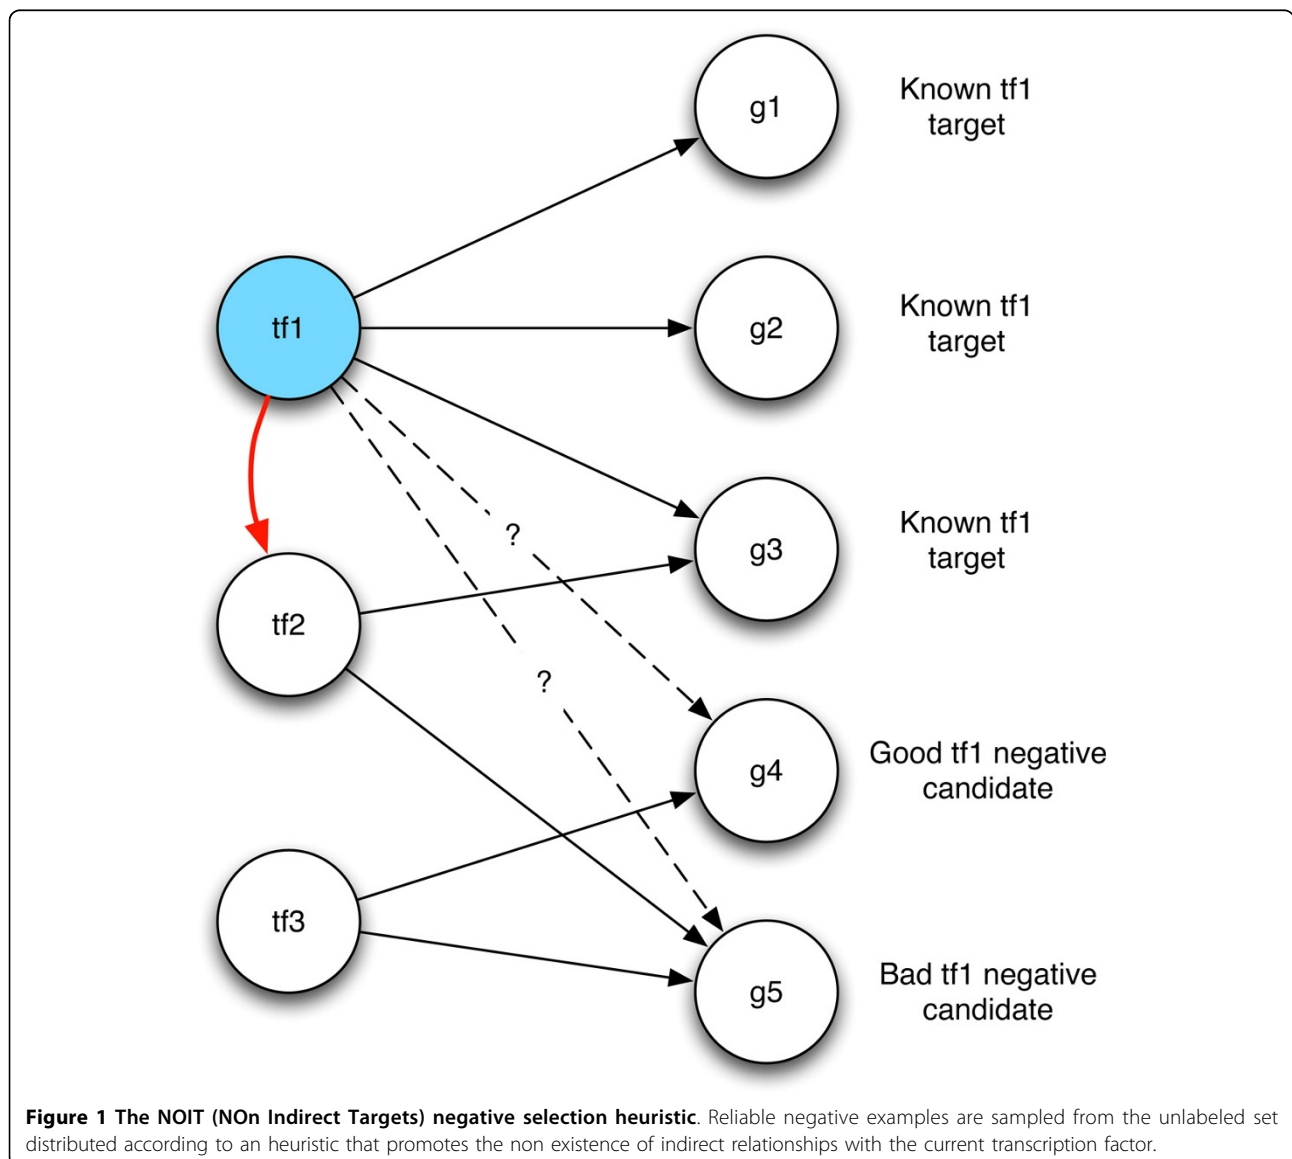 g1
Known tf1
target
tf1
g2
Known tf1
target
?
g3
Known tf1
target
tf2
?
g4
Good tf1 negative
candidate
tf3
g5
Bad tf1 negative
candidate
Figure 1 The NOIT (NOn Indirect Targets) negative selection heuristic. Reliable negative examples are sampled from the unlabeled set
distributed according to an heuristic that promotes the non existence of indirect relationships with the current transcription factor.